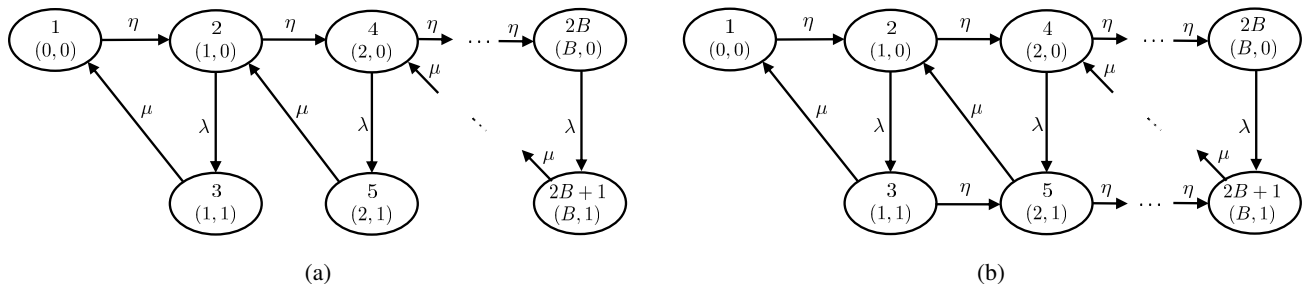 1
(0, 0)
η
2
(1, 0)
η
4
(2, 0)
η
···
η
2B
(B, 0)
μ
λ
μ
λ
μ
λ
μ
3
(1, 1)
5
(2, 1)
2B + 1
(B, 1)
(a)
1
(0, 0)
η
2
(1, 0)
η
4
(2, 0)
η
···
η
2B
(B, 0)
μ
λ
μ
λ
μ
λ
μ
3
(1, 1)
η
5
(2, 1)
η
···
η
2B + 1
(B, 1)
(b)